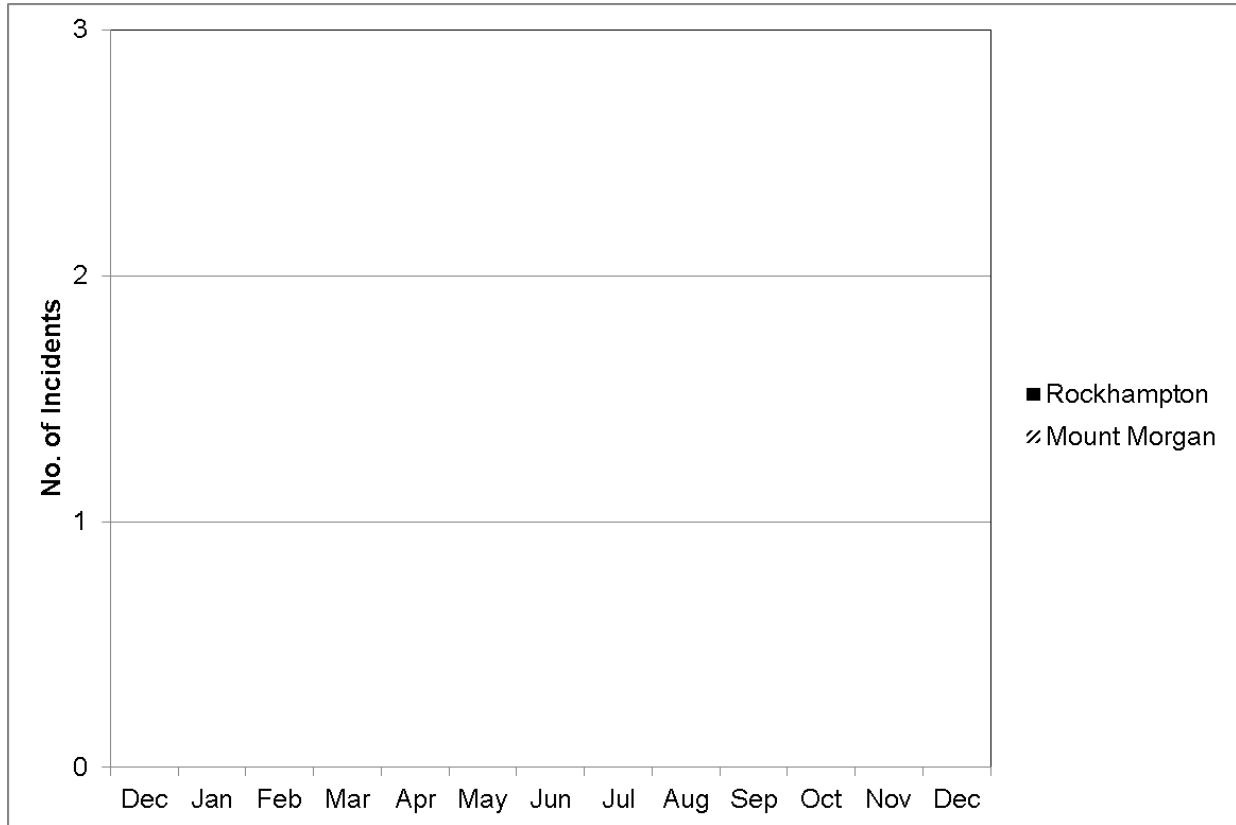 3
2
1
0
No. of Incidents
Dec Jan Feb Mar Apr May Jun Jul Aug Sep Oct Nov Dec
Rockhampton
Mount Morgan